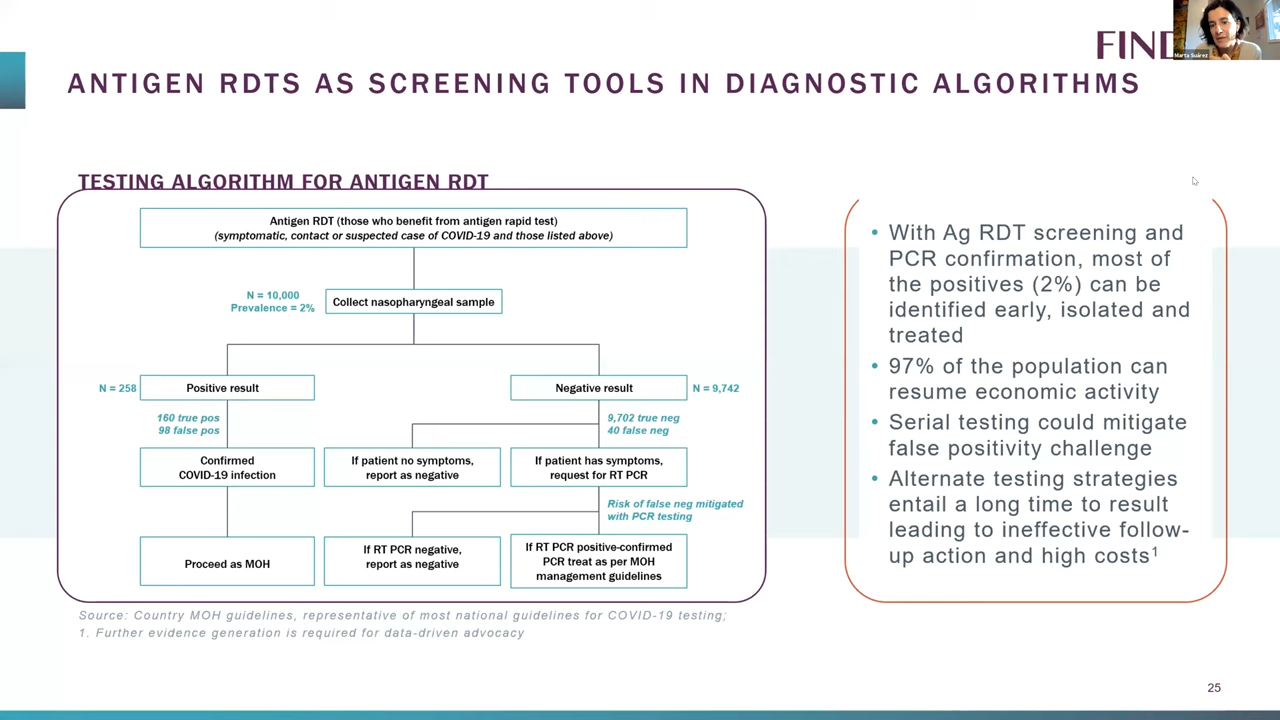 FIND
Marta Suárez
ANTIGEN RDTS AS SCREENING TOOLS IN DIAGNOSTIC ALGORITHMS
TESTING ALGORITHM FOR ANTIGEN RDT
Antigen RDT (those who benefit from antigen rapid test)
(symptomatic, contact or suspected case of COVID-19 and those listed above)
N = 10,000
Prevalence = 2%
Collect nasopharyngeal sample
N = 258
Positive result
Negative result
N = 9,742
160 true pos
98 false pos
9,702 true neg
40 false neg
Confirmed
COVID-19 infection
If patient no symptoms,
report as negative
If patient has symptoms,
request for RT PCR
Risk of false neg mitigated
with PCR testing
Proceed as MOH
If RT PCR negative,
report as negative
If RT PCR positive-confirmed
PCR treat as per MOH
management guidelines
Source: Country MOH guidelines, representative of most national guidelines for COVID-19 testing;
1. Further evidence generation is required for data-driven advocacy
• With Ag RDT screening and
PCR confirmation, most of
the positives (2%) can be
identified early, isolated and
treated
• 97% of the population can
resume economic activity
• Serial testing could mitigate
false positivity challenge
• Alternate testing strategies
entail a long time to result
leading to ineffective follow-
up action and high costs¹
25